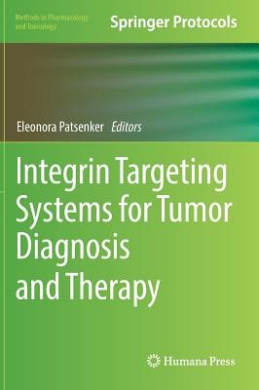 Methods in Pharmacology
and Toxicology
Springer Protocols
Eleonora Patsenker Editors
Integrin Targeting
Systems for Tumor
Diagnosis
and Therapy
Humana Press